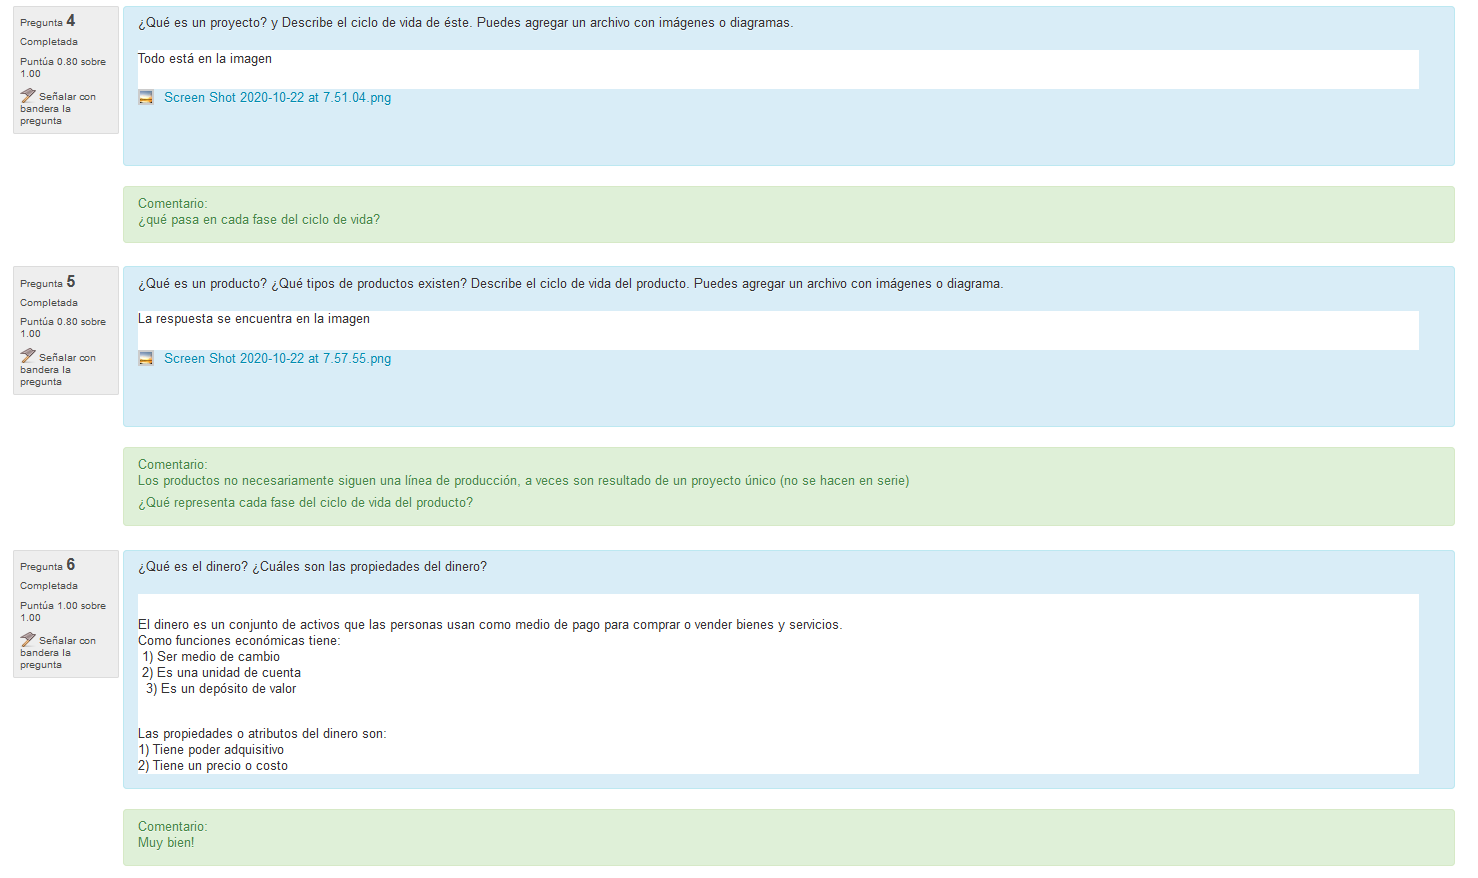 Pregunta 4
Completada
Puntúa 0.80 sobre
1.00
Señalar con
bandera la
pregunta
¿Qué es un proyecto? y Describe el ciclo de vida de éste. Puedes agregar un archivo con imágenes o diagramas.
Todo está en la imagen
Screen Shot 2020-10-22 at 7.51.04.png
Comentario:
¿qué pasa en cada fase del ciclo de vida?
Pregunta 5
Completada
Puntúa 0.80 sobre
1.00
Señalar con
bandera la
pregunta
¿Qué es un producto? ¿Qué tipos de productos existen? Describe el ciclo de vida del producto. Puedes agregar un archivo con imágenes o diagrama.
La respuesta se encuentra en la imagen
Screen Shot 2020-10-22 at 7.57.55.png
Comentario:
Los productos no necesariamente siguen una línea de producción, a veces son resultado de un proyecto único (no se hacen en serie)
¿Qué representa cada fase del ciclo de vida del producto?
Pregunta 6
Completada
Puntúa 1.00 sobre
1.00
Señalar con
bandera la
pregunta
¿Qué es el dinero? ¿Cuáles son las propiedades del dinero?
El dinero es un conjunto de activos que las personas usan como medio de pago para comprar o vender bienes y servicios.
Como funciones económicas tiene:
1) Ser medio de cambio
2) Es una unidad de cuenta
3) Es un depósito de valor
Las propiedades o atributos del dinero son:
1) Tiene poder adquisitivo
2) Tiene un precio o costo
Comentario:
Muy bien!